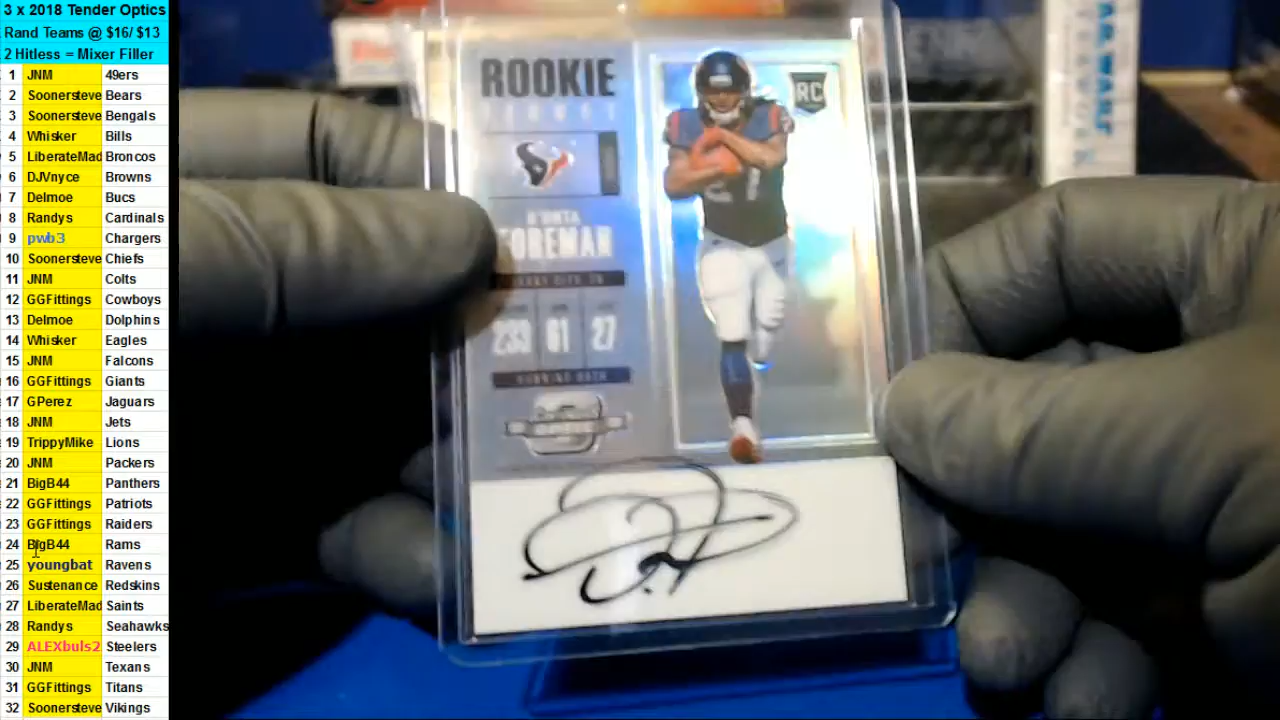 3 x 2018 Tender Optics
Rand Teams @ $16/ $13
2 Hitless = Mixer Filler
1 JNM 49ers
2 Soonersteve Bears
3 Soonersteve Bengals
4 Whisker Bills
5 LiberateMad Broncos
6 DJVnyce Browns
7 Delmoe Bucs
8 Randys Cardinals
9 pwb3 Chargers
10 Soonersteve Chiefs
11 JNM Colts
12 GGFittings Cowboys
13 Delmoe Dolphins
14 Whisker Eagles
15 JNM Falcons
16 GGFittings Giants
17 GPerez Jaguars
18 JNM Jets
19 TrippyMike Lions
20 JNM Packers
21 BigB44 Panthers
22 GGFittings Patriots
23 GGFittings Raiders
24 BigB44 Rams
25 youngbat Ravens
26 Sustenance Redskins
27 LiberateMad Saints
28 Randys Seahawks
29 ALEXbuls2 Steelers
30 JNM Texans
31 GGFittings Titans
32 Soonersteve Vikings
ROOKIE
RC
D'ONTA
FOREMAN
233 61 27
RUNNING BACK
27